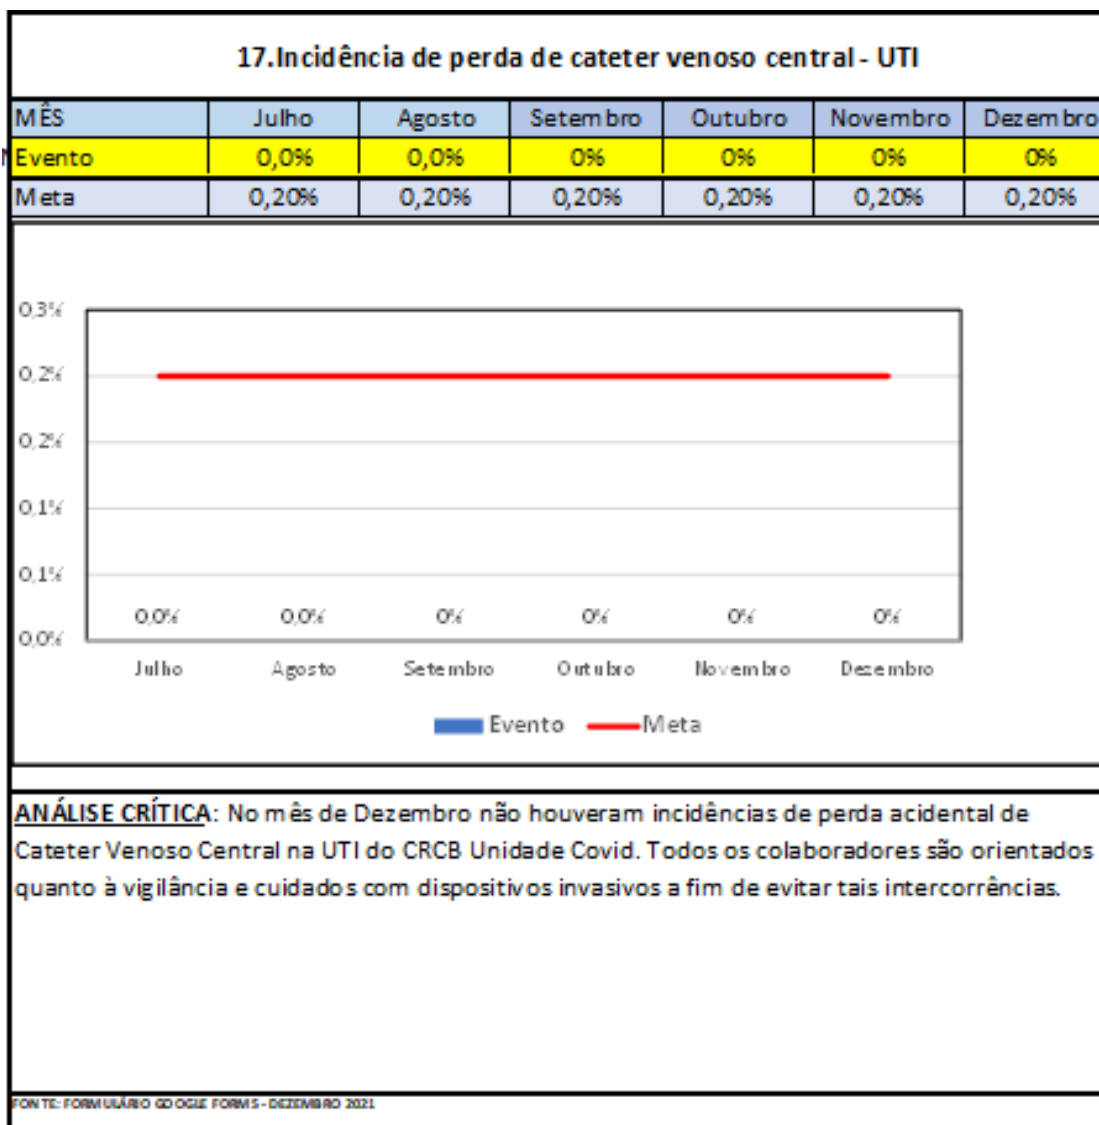 17.Incidência de perda de cateter venoso central - UTI
MÊS Julho Agosto Setembro Outubro Novembro Dezembro
Evento 0,0% 0,0% 0% 0% 0% 0%
Meta 0,20% 0,20% 0,20% 0,20% 0,20% 0,20%
0,3%
0,2%
0,2%
0,1%
0,1%
0,0% 0,0% 0% 0% 0% 0%
0,0%
Julho Agosto Setembro Outubro Novembro Dezembro
Evento Meta
ANÁLISE CRÍTICA: No mês de Dezembro não houveram incidências de perda acidental de
Cateter Venoso Central na UTI do CRCB Unidade Covid. Todos os colaboradores são orientados
quanto à vigilância e cuidados com dispositivos invasivos a fim de evitar tais intercorrências.
FONTE: FORMULÁRIO GOOGLE FORMS - DEZEMBRO 2021